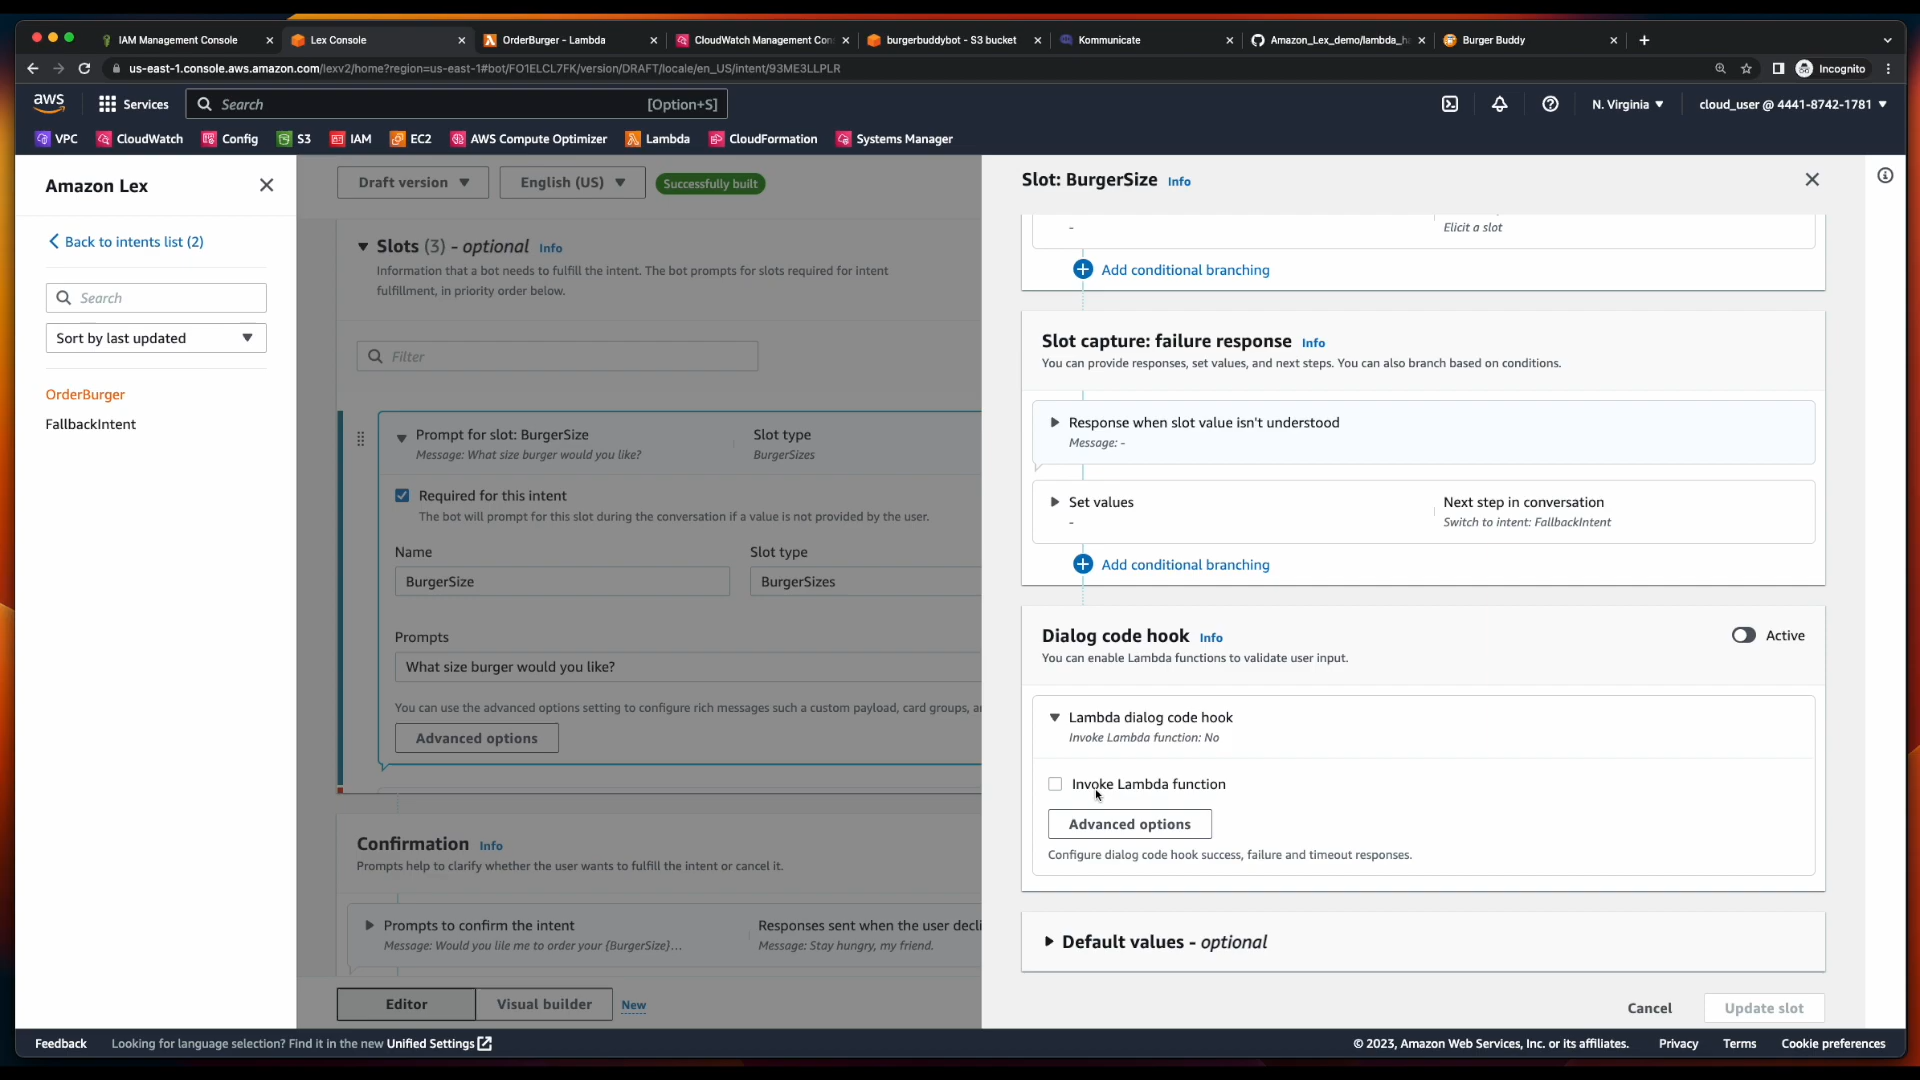 IAM Management Console
Lex Console
OrderBurger - Lambda
CloudWatch Management Con
burgerbuddybot - S3 bucket
Kommunicate
Amazon_Lex_demo/lambda_h
Burger Buddy
us-east-1.console.aws.amazon.com/lexv2/home?region=us-east-1#bot/FO1ELCL7FK/version/DRAFT/locale/en_US/intent/93ME3LLPLR
Incognito
aws
Services
Search
[Option+S]
N. Virginia
cloud_user @ 4441-8742-1781
VPC
CloudWatch
Config
S3
IAM
EC2
AWS Compute Optimizer
Lambda
CloudFormation
Systems Manager
Amazon Lex
Back to intents list (2)
Search
Sort by last updated
OrderBurger
FallbackIntent
Draft version
English (US)
Successfully built
Slots (3) - optional Info
Information that a bot needs to fulfill the intent. The bot prompts for slots required for intent
fulfillment, in priority order below.
Filter
Prompt for slot: BurgerSize
Message: What size burger would you like?
Slot type
BurgerSizes
Required for this intent
The bot will prompt for this slot during the conversation if a value is not provided by the user.
Name
Slot type
BurgerSize
BurgerSizes
Prompts
What size burger would you like?
You can use the advanced options setting to configure rich messages such a custom payload, card groups, a
Advanced options
Confirmation Info
Prompts help to clarify whether the user wants to fulfill the intent or cancel it.
Prompts to confirm the intent
Message: Would you lile me to order your {BurgerSize}...
Responses sent when the user decli
Message: Stay hungry, my friend.
Editor
Visual builder
New
Slot: BurgerSize Info
-
Elicit a slot
Add conditional branching
Slot capture: failure response Info
You can provide responses, set values, and next steps. You can also branch based on conditions.
Response when slot value isn't understood
Message: -
Set values
-
Next step in conversation
Switch to intent: FallbackIntent
Add conditional branching
Dialog code hook Info
Active
You can enable Lambda functions to validate user input.
Lambda dialog code hook
Invoke Lambda function: No
Invoke Lambda function
Advanced options
Configure dialog code hook success, failure and timeout responses.
Default values - optional
Cancel
Update slot
Feedback
Looking for language selection? Find it in the new Unified Settings
© 2023, Amazon Web Services, Inc. or its affiliates.
Privacy
Terms
Cookie preferences